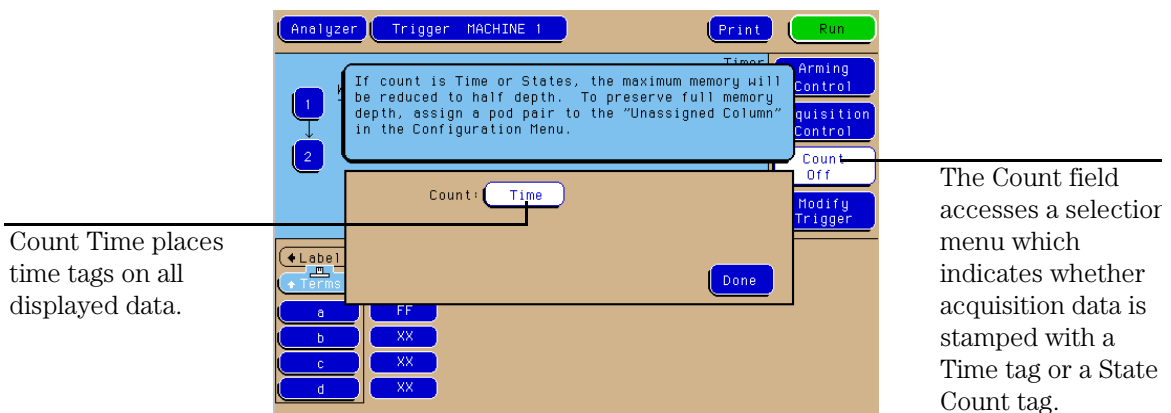 Analyzer Trigger MACHINE 1 Print Run
Timer
Arming
Control
If count is Time or States, the maximum memory will
be reduced to half depth. To preserve full memory
depth, assign a pod pair to the "Unassigned Column"
in the Configuration Menu.
1
2
quisition
Control
Count
Off
Modify
Trigger
Count: Time
Done
Label
Terms
a FF
b XX
c XX
d XX
Count Time places
time tags on all
displayed data.
The Count field
accesses a selection
menu which
indicates whether
acquisition data is
stamped with a
Time tag or a State
Count tag.